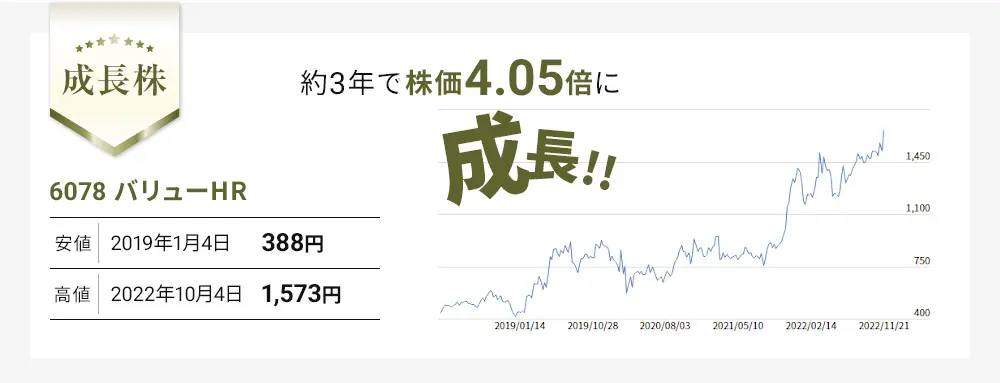 成長株
約3年で株価4.05倍に
成長!!
6078 バリューHR
安値 2019年1月4日 388円
高値 2022年10月4日 1,573円
1,450
1,100
750
400
2019/01/14 2019/10/28 2020/08/03 2021/05/10 2022/02/14 2022/11/21